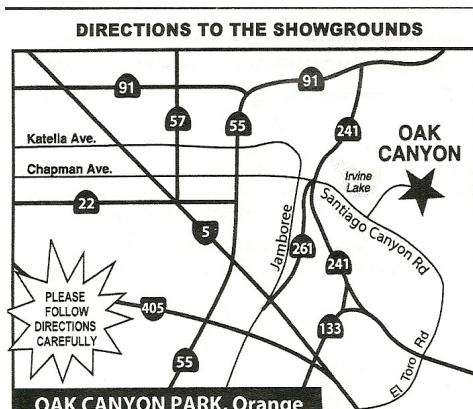 DIRECTIONS TO THE SHOWGROUNDS
91
91
57
55
241
OAK
CANYON
Katella Ave.
Chapman Ave.
Irvine
Lake
22
5
Jamboree
261
241
Santiago Canyon Rd
PLEASE
FOLLOW
DIRECTIONS
CAREFULLY
405
133
55
El Toro Rd
OAK CANYON PARK, Orange